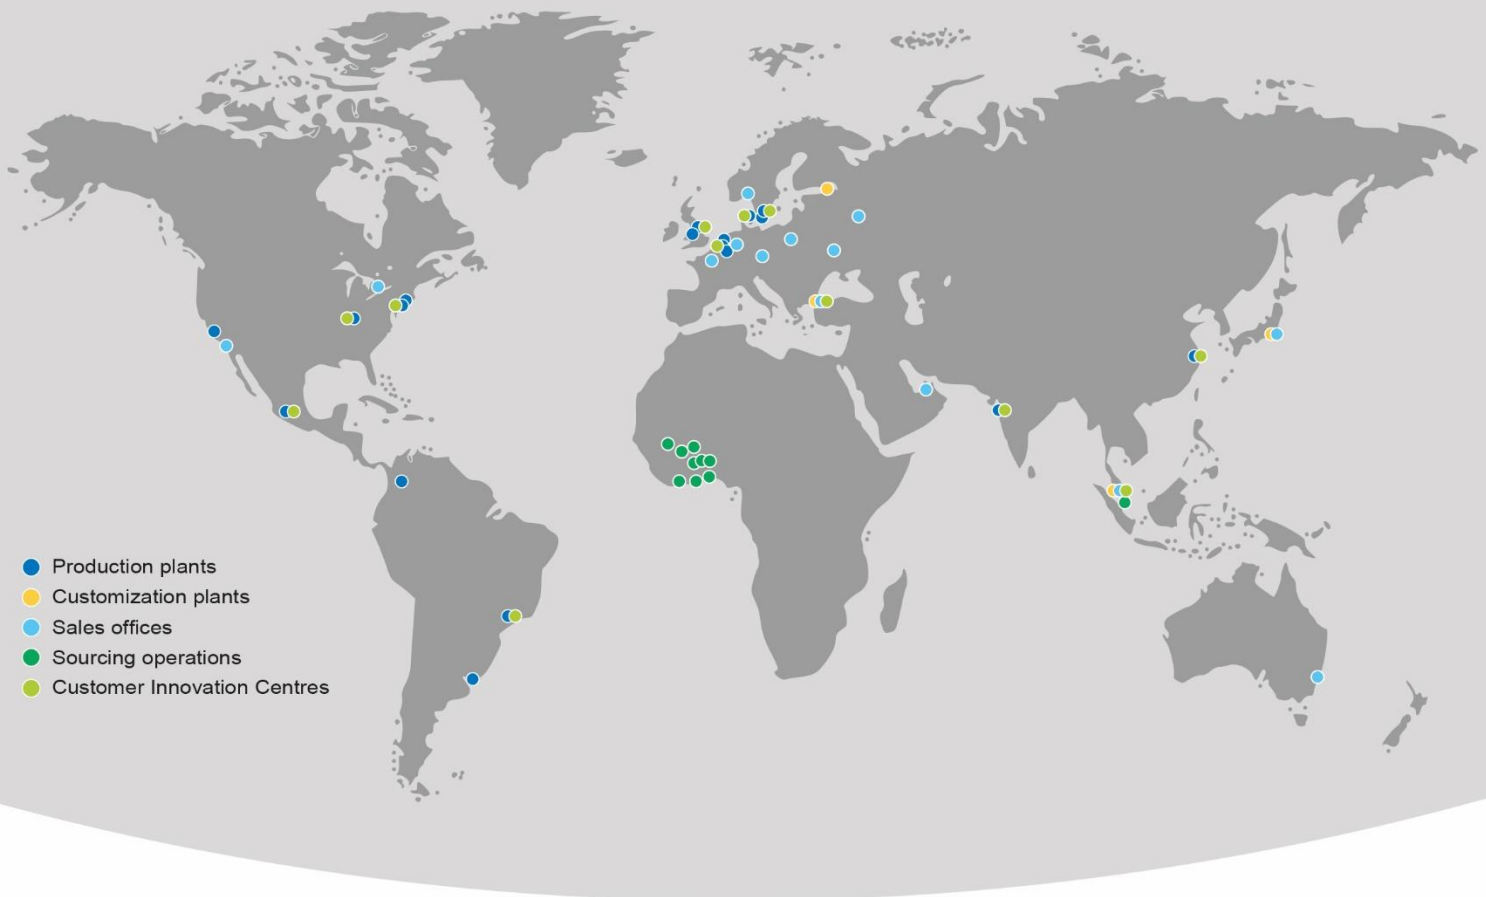 Production plants
Customization plants
Sales offices
Sourcing operations
Customer Innovation Centres